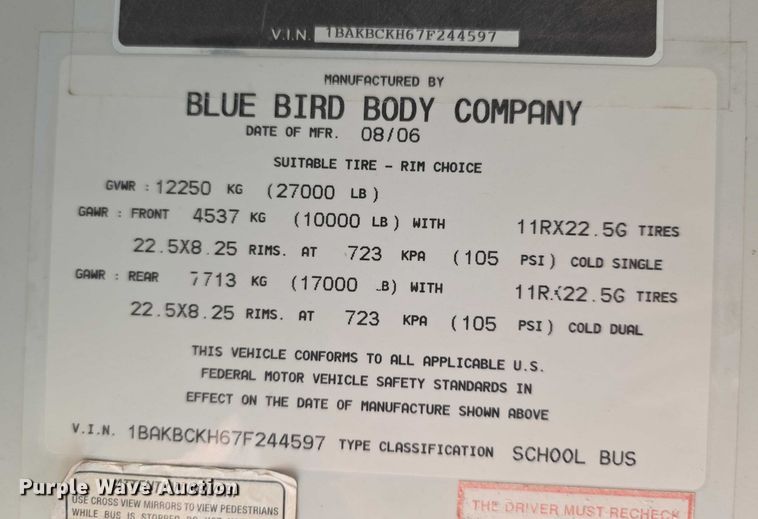 V.I.N. 1BAKBCKH67F244597
MANUFACTURED BY
BLUE BIRD BODY COMPANY
DATE OF MFR. 08/06
SUITABLE TIRE - RIM CHOICE
GVWR : 12250 KG (27000 LB)
GAWR : FRONT 4537 KG (10000 LB) WITH 11RX22.5G TIRES
22.5X8.25 RIMS. AT 723 KPA (105 PSI) COLD SINGLE
GAWR : REAR 7713 KG (17000 LB) WITH 11RX22.5G TIRES
22.5X8.25 RIMS. AT 723 KPA (105 PSI) COLD DUAL
THIS VEHICLE CONFORMS TO ALL APPLICABLE U.S.
FEDERAL MOTOR VEHICLE SAFETY STANDARDS IN
EFFECT ON THE DATE OF MANUFACTURE SHOWN ABOVE
V.I.N. 1BAKBCKH67F244597 TYPE CLASSIFICATION SCHOOL BUS
Purple Wave Auction
USE CROSS VIEW MIRRORS TO VIEW PEDESTRIANS
WHILE BUS IS STOPPED
THE DRIVER MUST RECHECK